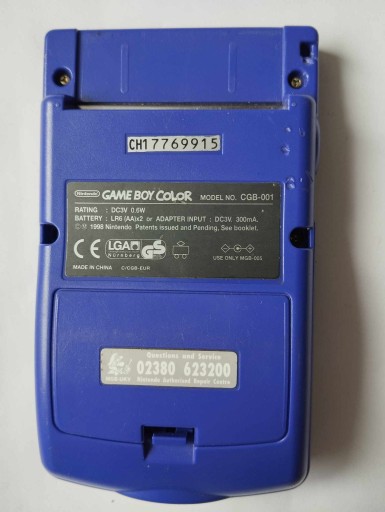 CH17769915
Nintendo GAME BOY COLOR MODEL NO. CGB-001
RATING : DC3V 0.6W
BATTERY : LR6 (AA)x2 or ADAPTER INPUT : DC3V 300mA.
1998 Nintendo Patents issued and Pending, See booklet.
LGA
Nürnberg
GS
USE ONLY MGB-005
MADE IN CHINA C/CGB-EUR
Questions and Service
02380 623200
Nintendo Authorised Repair Centre